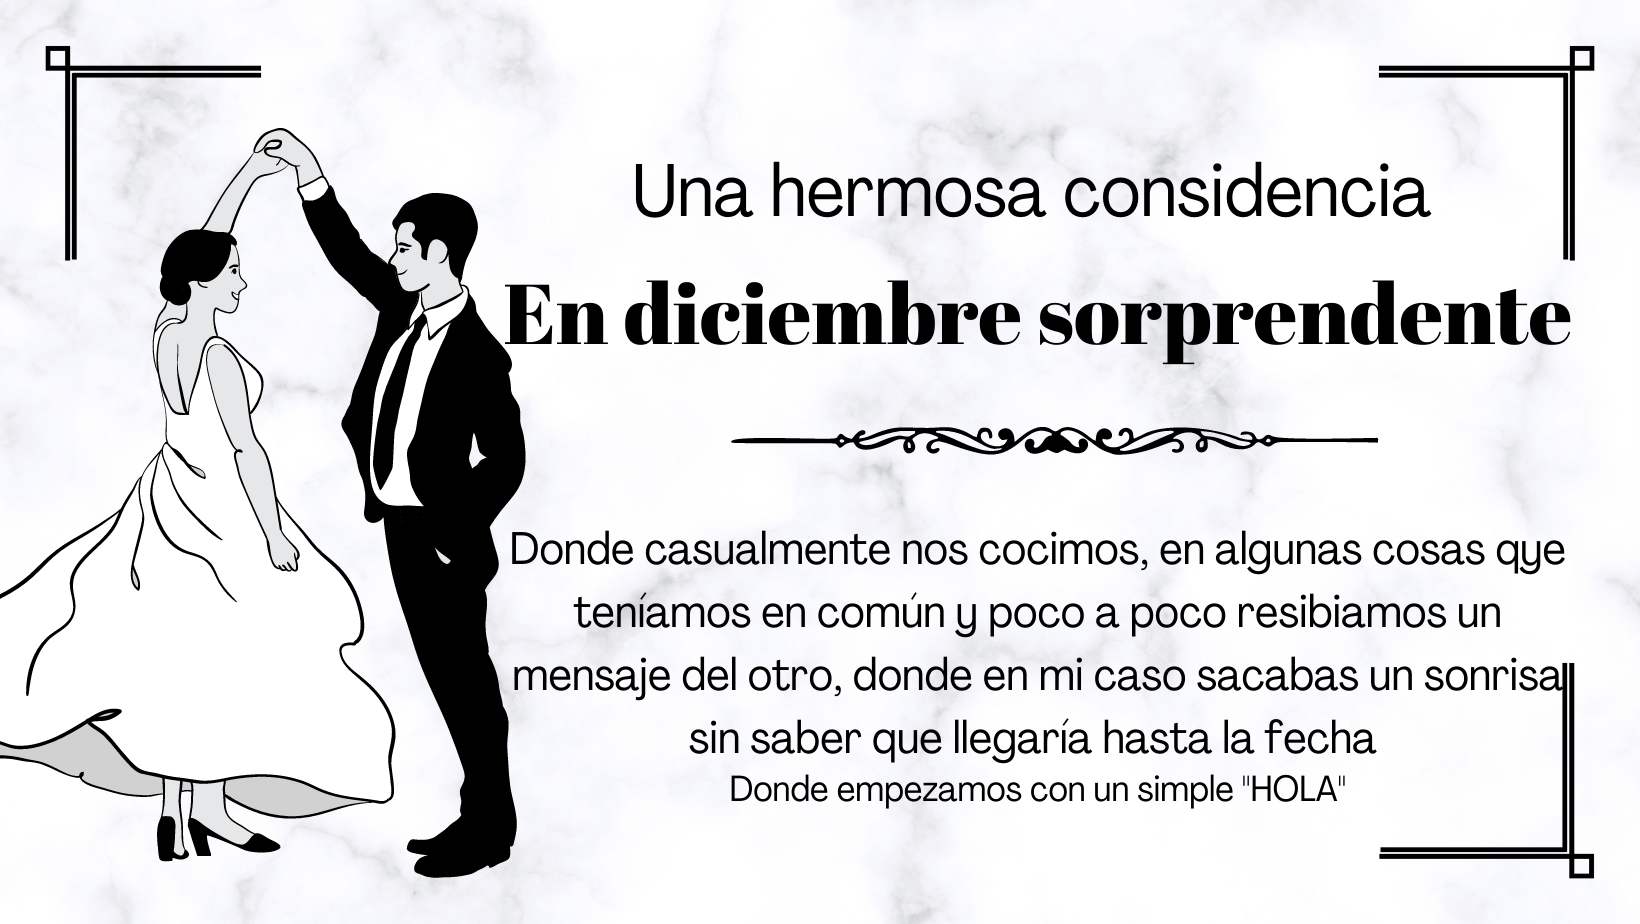 Una hermosa considencia
En diciembre sorprendente
Donde casualmente nos cocimos, en algunas cosas qye
teníamos en común y poco a poco resibiamos un
mensaje del otro, donde en mi caso sacabas un sonrisa
sin saber que llegaría hasta la fecha
Donde empezamos con un simple "HOLA"